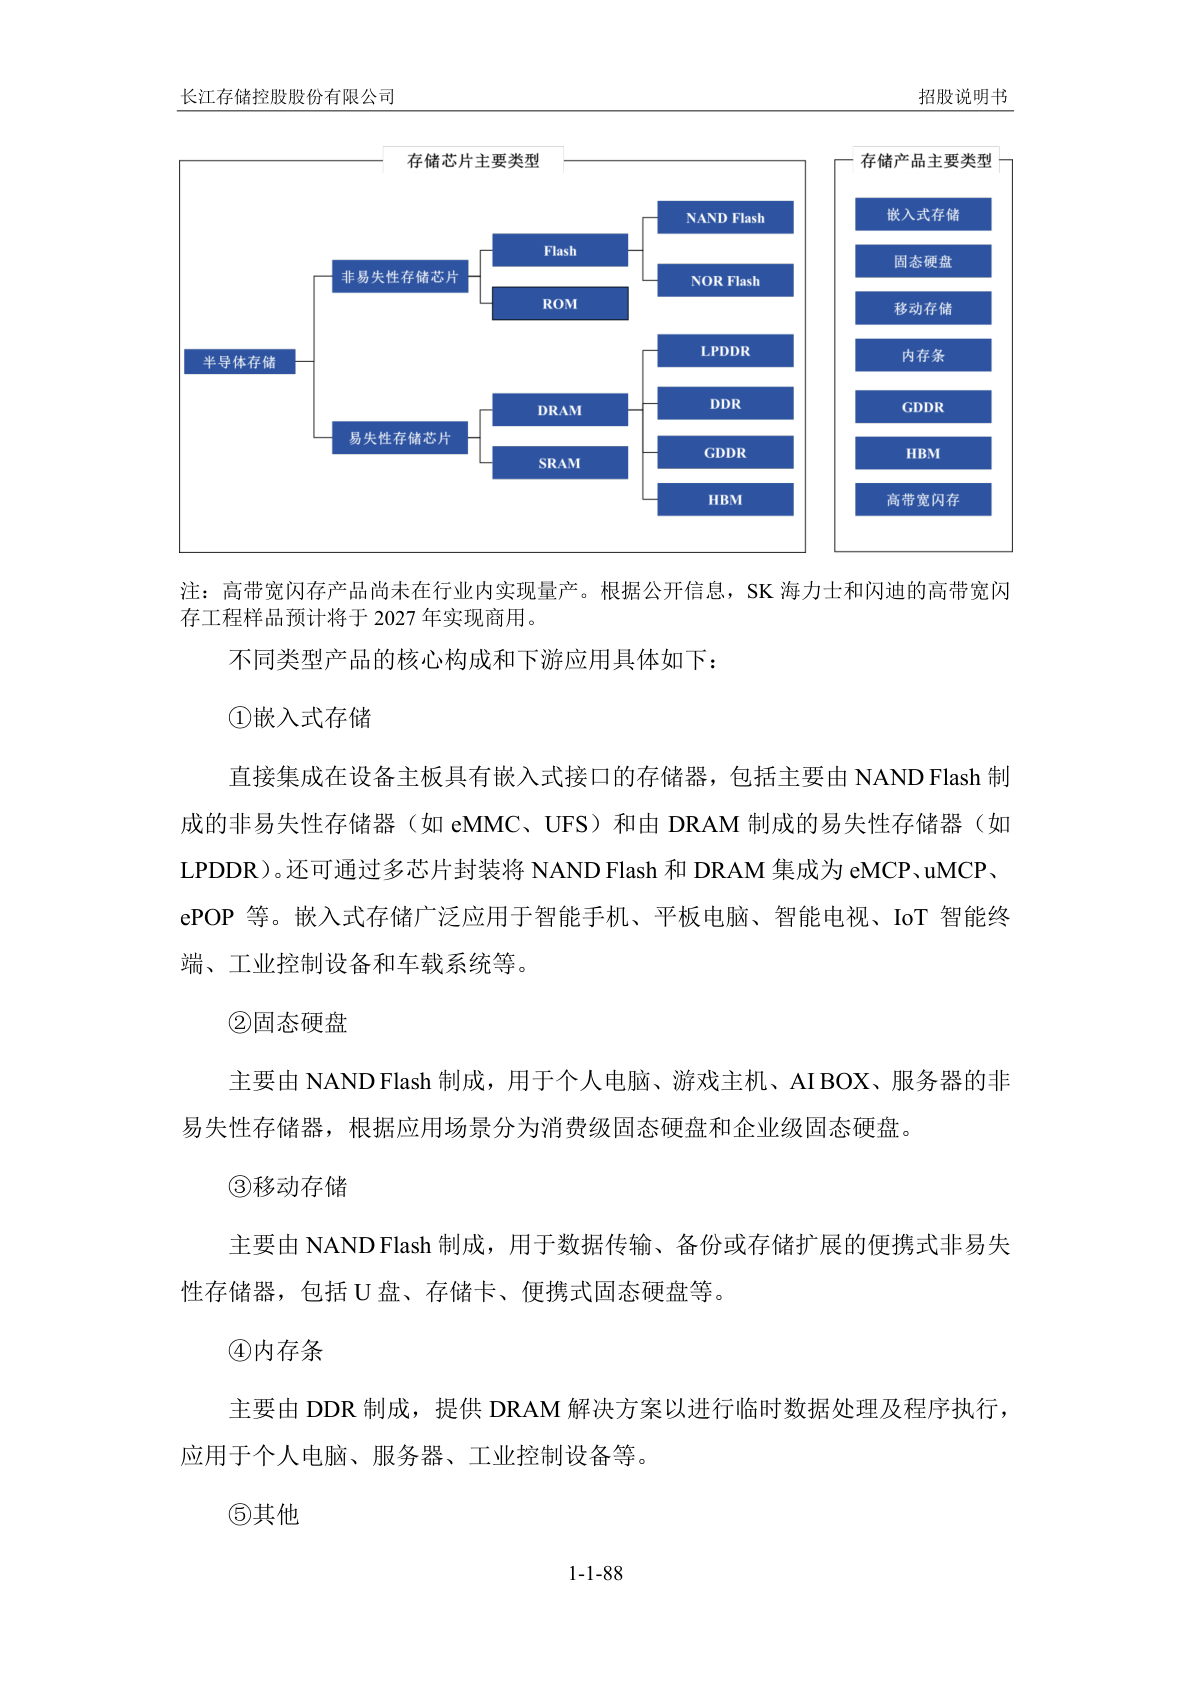 长江存储控股股份有限公司
招股说明书
存储芯片主要类型
半导体存储
非易失性存储芯片
易失性存储芯片
Flash
ROM
DRAM
SRAM
NAND Flash
NOR Flash
LPDDR
DDR
GDDR
HBM
存储产品主要类型
嵌入式存储
固态硬盘
移动存储
内存条
GDDR
HBM
高带宽闪存
注：高带宽闪存产品尚未在行业内实现量产。根据公开信息，SK 海力士和闪迪的高带宽闪
存工程样品预计将于 2027 年实现商用。
不同类型产品的核心构成和下游应用具体如下：
①嵌入式存储
直接集成在设备主板具有嵌入式接口的存储器，包括主要由 NAND Flash 制
成的非易失性存储器（如 eMMC、UFS）和由 DRAM 制成的易失性存储器（如
LPDDR）。还可通过多芯片封装将 NAND Flash 和 DRAM 集成为 eMCP、uMCP、
ePOP 等。嵌入式存储广泛应用于智能手机、平板电脑、智能电视、IoT 智能终
端、工业控制设备和车载系统等。
②固态硬盘
主要由 NAND Flash 制成，用于个人电脑、游戏主机、AI BOX、服务器的非
易失性存储器，根据应用场景分为消费级固态硬盘和企业级固态硬盘。
③移动存储
主要由 NAND Flash 制成，用于数据传输、备份或存储扩展的便携式非易失
性存储器，包括 U 盘、存储卡、便携式固态硬盘等。
④内存条
主要由 DDR 制成，提供 DRAM 解决方案以进行临时数据处理及程序执行，
应用于个人电脑、服务器、工业控制设备等。
⑤其他
1-1-88